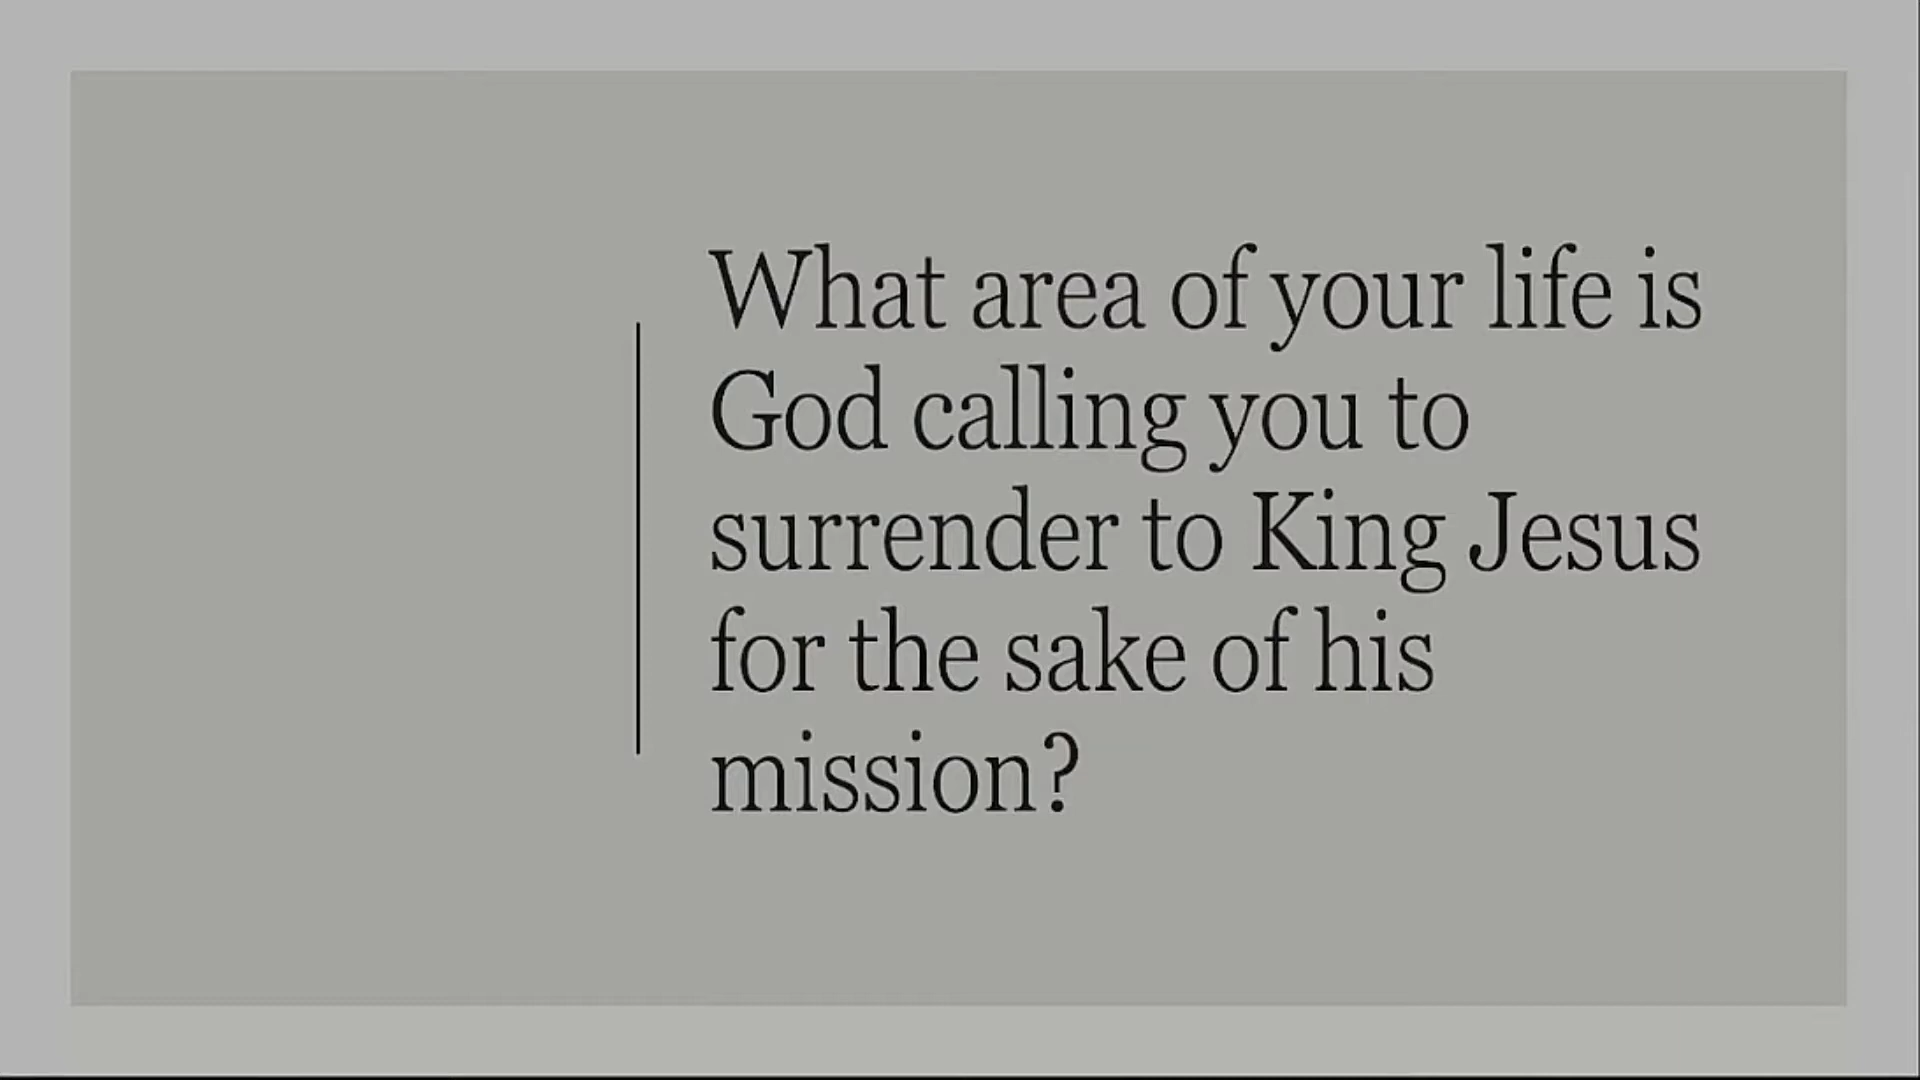 What area of your life is
God calling you to
surrender to King Jesus
for the sake of his
mission?